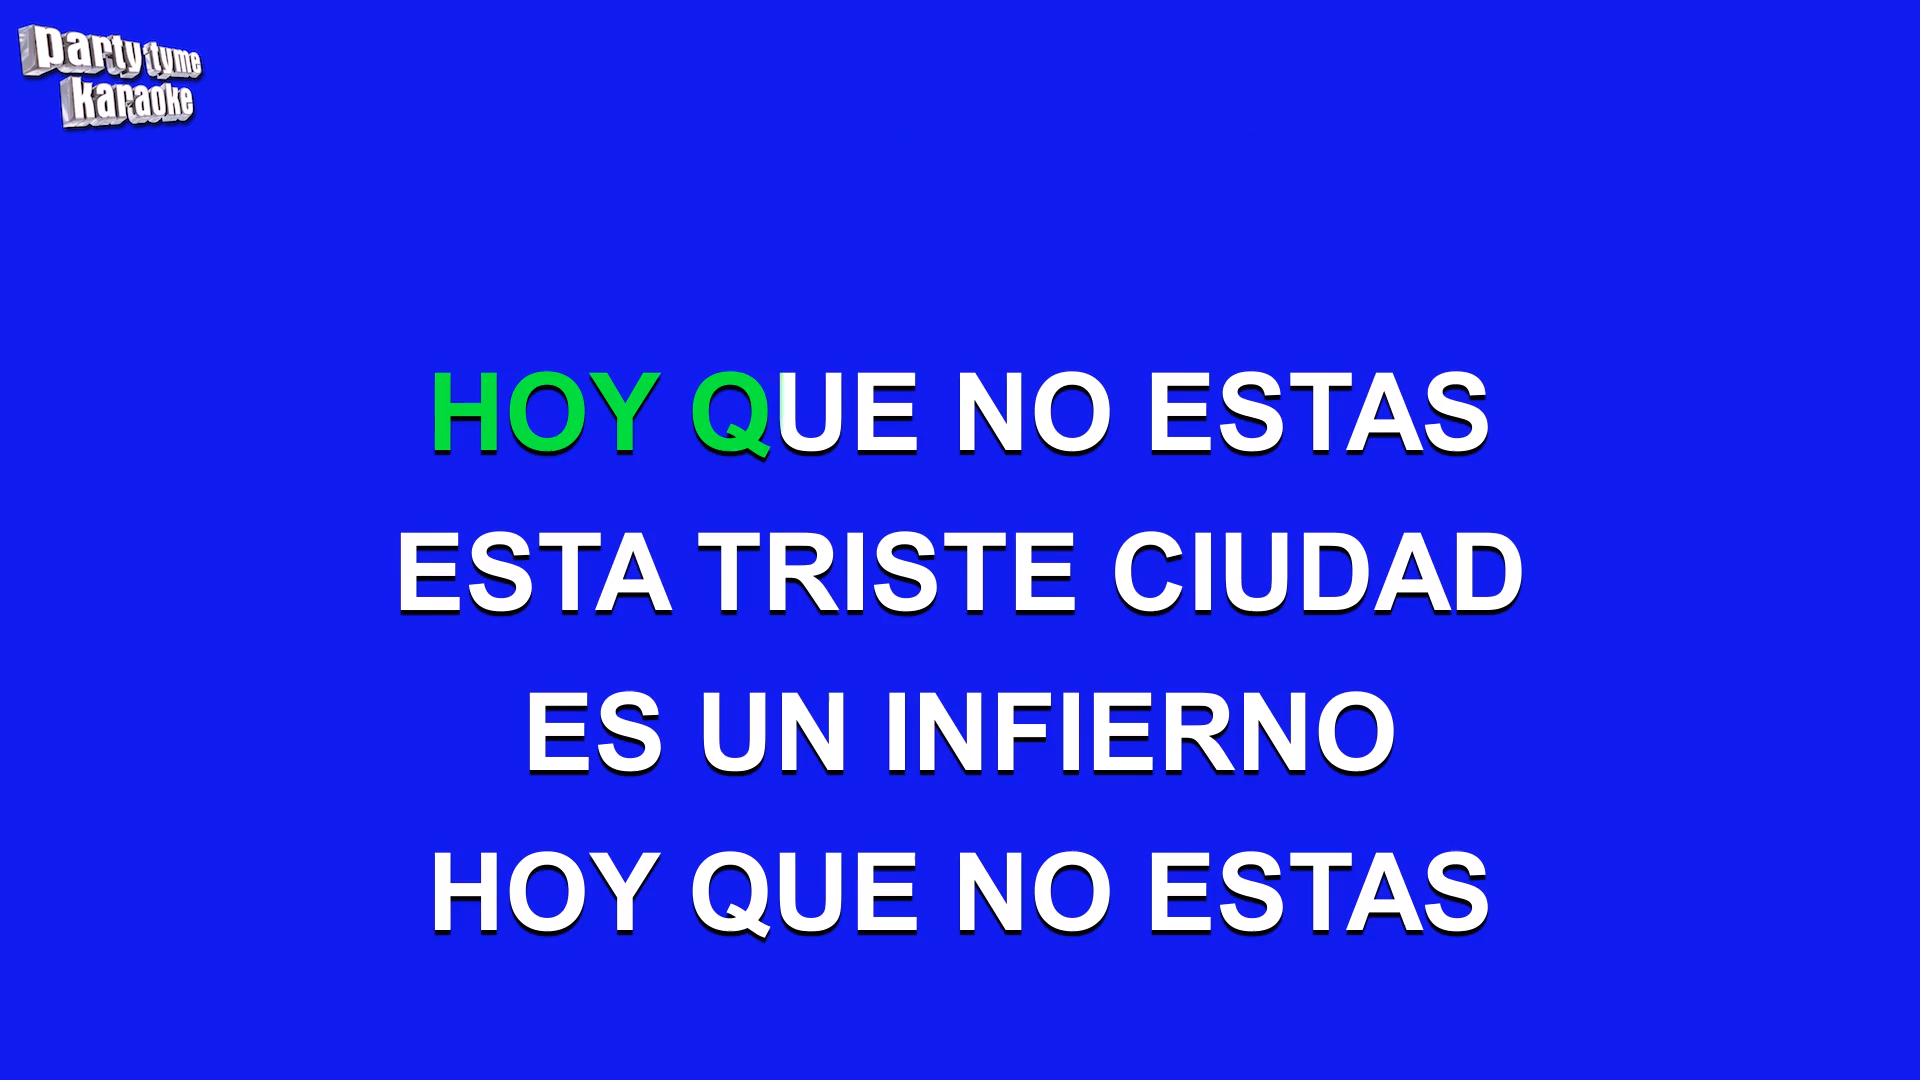 party tyme
karaoke
HOY QUE NO ESTAS
ESTA TRISTE CIUDAD
ES UN INFIERNO
HOY QUE NO ESTAS